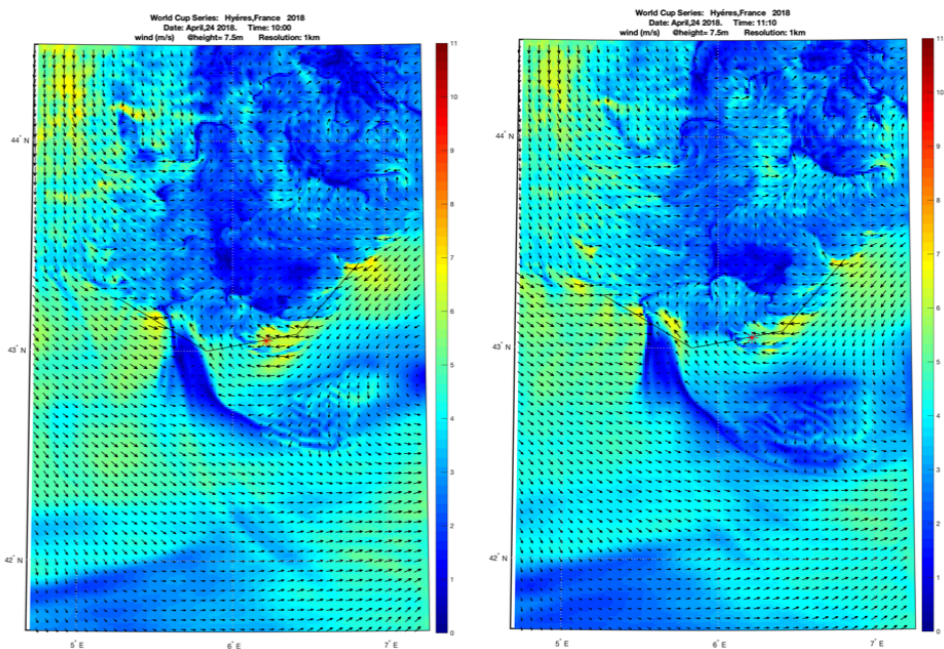 World Cup Series: Hyéres,France 2018
Date: April,24 2018. Time: 10:00
wind (m/s) @height= 7.5m Resolution: 1km
44° N
43° N
42° N
5° E
6° E
7° E
11
10
9
8
7
6
5
4
3
2
1
0
World Cup Series: Hyéres,France 2018
Date: April,24 2018. Time: 11:10
wind (m/s) @height= 7.5m Resolution: 1km
44° N
43° N
42° N
5° E
6° E
7° E
11
10
9
8
7
6
5
4
3
2
1
0